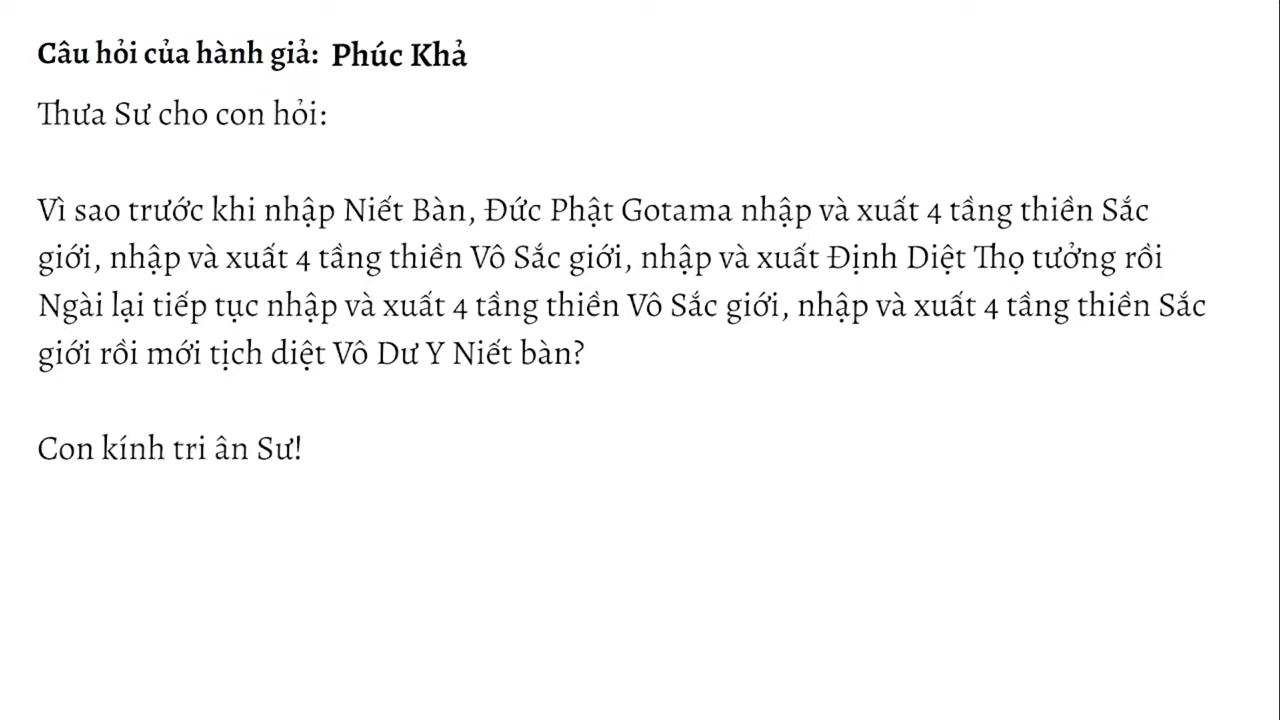 Câu hỏi của hành giả: Phúc Khả
Thưa Sư cho con hỏi:
Vì sao trước khi nhập Niết Bàn, Đức Phật Gotama nhập và xuất 4 tầng thiền Sắc
giới, nhập và xuất 4 tầng thiền Vô Sắc giới, nhập và xuất Định Diệt Thọ tưởng rồi
Ngài lại tiếp tục nhập và xuất 4 tầng thiền Vô Sắc giới, nhập và xuất 4 tầng thiền Sắc
giới rồi mới tịch diệt Vô Dư Y Niết bàn?
Con kính tri ân Sư!